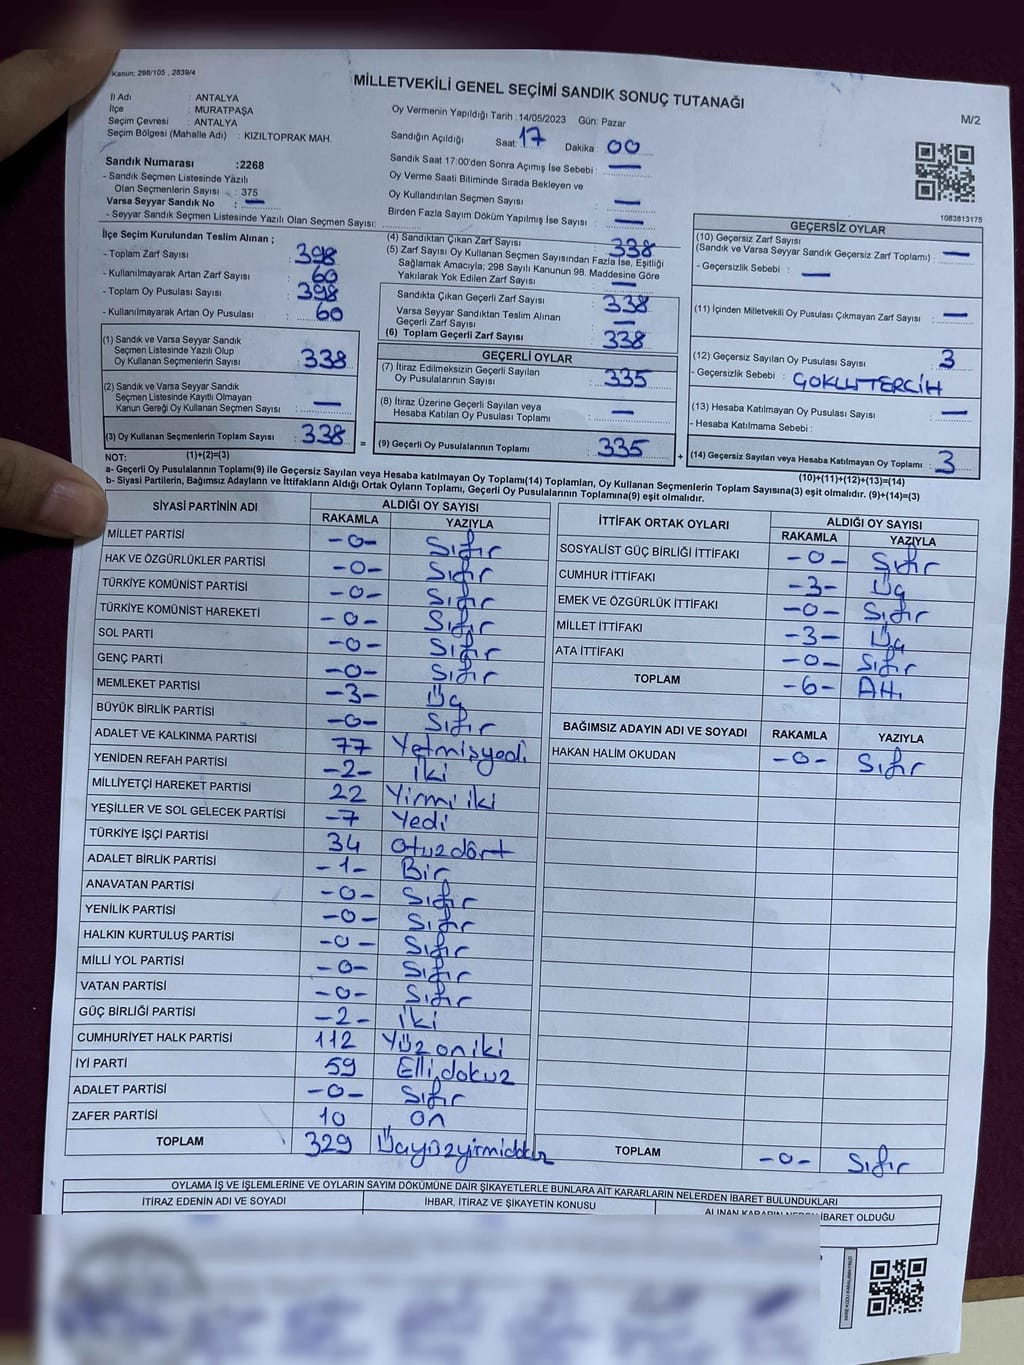 Kanun: 298/105 , 2839/4
MİLLETVEKİLİ GENEL SEÇİMİ SANDIK SONUÇ TUTANAĞI
M/2
İl Adı : ANTALYA
İlçe : MURATPAŞA
Seçim Çevresi : ANTALYA
Seçim Bölgesi (Mahalle Adı) : KIZILTOPRAK MAH.
Oy Vermenin Yapıldığı Tarih : 14/05/2023 Gün: Pazar
Sandığın Açıldığı Saat: 17 Dakika : 00
Sandık Numarası :2268
- Sandık Seçmen Listesinde Yazılı
Olan Seçmenlerin Sayısı : 375
Varsa Seyyar Sandık No : —
- Seyyar Sandık Seçmen Listesinde Yazılı Olan Seçmen Sayısı:
Sandık Saat 17:00'den Sonra Açımış İse Sebebi : —
Oy Verme Saati Bitiminde Sırada Bekleyen ve
Oy Kullandırılan Seçmen Sayısı : —
Birden Fazla Sayım Döküm Yapılmış İse Sayısı : —
1083813175
İlçe Seçim Kurulundan Teslim Alınan ;
- Toplam Zarf Sayısı : 398
- Kullanılmayarak Artan Zarf Sayısı : 60
- Toplam Oy Pusulası Sayısı : 398
- Kullanılmayarak Artan Oy Pusulası : 60
(1) Sandık ve Varsa Seyyar Sandık
Seçmen Listesinde Yazılı Olup
Oy Kullanan Seçmenlerin Sayısı : 338
(2) Sandık ve Varsa Seyyar Sandık
Seçmen Listesinde Kayıtlı Olmayan
Kanun Gereği Oy Kullanan Seçmen Sayısı : —
(3) Oy Kullanan Seçmenlerin Toplam Sayısı : 338 =
(4) Sandıktan Çıkan Zarf Sayısı : 338
(5) Zarf Sayısı Oy Kullanan Seçmen Sayısından Fazla İse, Eşitliği
Sağlamak Amacıyla; 298 Sayılı Kanunun 98. Maddesine Göre
Yakılarak Yok Edilen Zarf Sayısı : —
Sandıkta Çıkan Geçerli Zarf Sayısı : 338
Varsa Seyyar Sandıktan Teslim Alınan
Geçerli Zarf Sayısı : —
(6) Toplam Geçerli Zarf Sayısı : 338
GEÇERLİ OYLAR
(7) İtiraz Edilmeksizin Geçerli Sayılan
Oy Pusulalarının Sayısı : 335
(8) İtiraz Üzerine Geçerli Sayılan veya
Hesaba Katılan Oy Pusulası Toplamı : —
(9) Geçerli Oy Pusulalarının Toplamı : 335 +
GEÇERSİZ OYLAR
(10) Geçersiz Zarf Sayısı
(Sandık ve Varsa Seyyar Sandık Geçersiz Zarf Toplamı) : —
- Geçersizlik Sebebi : —
(11) İçinden Milletvekili Oy Pusulası Çıkmayan Zarf Sayısı : —
(12) Geçersiz Sayılan Oy Pusulası Sayısı : 3
- Geçersizlik Sebebi : ÇOKLUTERCİH
(13) Hesaba Katılmayan Oy Pusulası Sayısı : —
- Hesaba Katılmama Sebebi :
(14) Geçersiz Sayılan veya Hesaba Katılmayan Oy Toplamı : 3
NOT: (1)+(2)=(3) (10)+(11)+(12)+(13)=(14)
a- Geçerli Oy Pusulalarının Toplamı(9) ile Geçersiz Sayılan veya Hesaba katılmayan Oy Toplamı(14) Toplamları, Oy Kullanan Seçmenlerin Toplam Sayısına(3) eşit olmalıdır. (9)+(14)=(3)
b- Siyasi Partilerin, Bağımsız Adayların ve İttifakların Aldığı Ortak Oyların Toplamı, Geçerli Oy Pusulalarının Toplamına(9) eşit olmalıdır.
SİYASİ PARTİNİN ADI ALDIĞI OY SAYISI
RAKAMLA YAZIYLA
MİLLET PARTİSİ -0- Sıfır
HAK VE ÖZGÜRLÜKLER PARTİSİ -0- Sıfır
TÜRKİYE KOMÜNİST PARTİSİ -0- Sıfır
TÜRKİYE KOMÜNİST HAREKETİ -0- Sıfır
SOL PARTİ -0- Sıfır
GENÇ PARTİ -0- Sıfır
MEMLEKET PARTİSİ -3- Üç
BÜYÜK BİRLİK PARTİSİ -0- Sıfır
ADALET VE KALKINMA PARTİSİ 77 Yetmişyedi
YENİDEN REFAH PARTİSİ -2- İki
MİLLİYETÇİ HAREKET PARTİSİ 22 Yirmi iki
YEŞİLLER VE SOL GELECEK PARTİSİ -7 Yedi
TÜRKİYE İŞÇİ PARTİSİ 34 Otuzdört
ADALET BİRLİK PARTİSİ -1- Bir
ANAVATAN PARTİSİ -0- Sıfır
YENİLİK PARTİSİ -0- Sıfır
HALKIN KURTULUŞ PARTİSİ -0- Sıfır
MİLLİ YOL PARTİSİ -0- Sıfır
VATAN PARTİSİ -0- Sıfır
GÜÇ BİRLİĞİ PARTİSİ -2- iki
CUMHURİYET HALK PARTİSİ 112 Yüz on iki
İYİ PARTİ 59 Elli dokuz
ADALET PARTİSİ -0- Sıfır
ZAFER PARTİSİ 10 On
TOPLAM 329 Üçyüzyirmidokuz
İTTİFAK ORTAK OYLARI ALDIĞI OY SAYISI
RAKAMLA YAZIYLA
SOSYALİST GÜÇ BİRLİĞİ İTTİFAKI -0- Sıfır
CUMHUR İTTİFAKI -3- Üç
EMEK VE ÖZGÜRLÜK İTTİFAKI -0- Sıfır
MİLLET İTTİFAKI -3- Üç
ATA İTTİFAKI -0- Sıfır
TOPLAM -6- Altı
BAĞIMSIZ ADAYIN ADI VE SOYADI RAKAMLA YAZIYLA
HAKAN HALİM OKUDAN -0- Sıfır
TOPLAM -0- Sıfır
OYLAMA İŞ VE İŞLEMLERİNE VE OYLARIN SAYIM DÖKÜMÜNE DAİR ŞİKAYETLERLE BUNLARA AİT KARARLARIN NELERDEN İBARET BULUNDUKLARI
İTİRAZ EDENİN ADI VE SOYADI İHBAR, İTİRAZ VE ŞİKAYETİN KONUSU ALINAN KARARIN NEDEN İBARET OLDUĞU